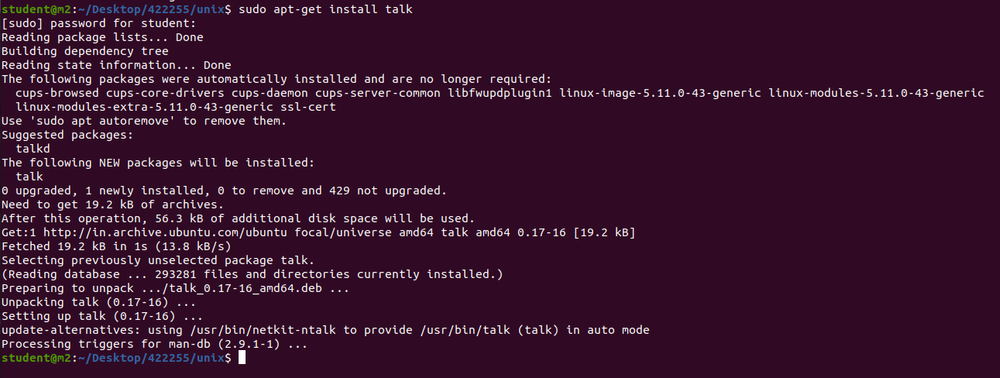 student@m2:~/Desktop/422255/unix$ sudo apt-get install talk
[sudo] password for student:
Reading package lists... Done
Building dependency tree
Reading state information... Done
The following packages were automatically installed and are no longer required:
  cups-browsed cups-core-drivers cups-daemon cups-server-common libfwupdplugin1 linux-image-5.11.0-43-generic linux-modules-5.11.0-43-generic
  linux-modules-extra-5.11.0-43-generic ssl-cert
Use 'sudo apt autoremove' to remove them.
Suggested packages:
  talkd
The following NEW packages will be installed:
  talk
0 upgraded, 1 newly installed, 0 to remove and 429 not upgraded.
Need to get 19.2 kB of archives.
After this operation, 56.3 kB of additional disk space will be used.
Get:1 http://in.archive.ubuntu.com/ubuntu focal/universe amd64 talk amd64 0.17-16 [19.2 kB]
Fetched 19.2 kB in 1s (13.8 kB/s)
Selecting previously unselected package talk.
(Reading database ... 293281 files and directories currently installed.)
Preparing to unpack .../talk_0.17-16_amd64.deb ...
Unpacking talk (0.17-16) ...
Setting up talk (0.17-16) ...
update-alternatives: using /usr/bin/netkit-ntalk to provide /usr/bin/talk (talk) in auto mode
Processing triggers for man-db (2.9.1-1) ...
student@m2:~/Desktop/422255/unix$